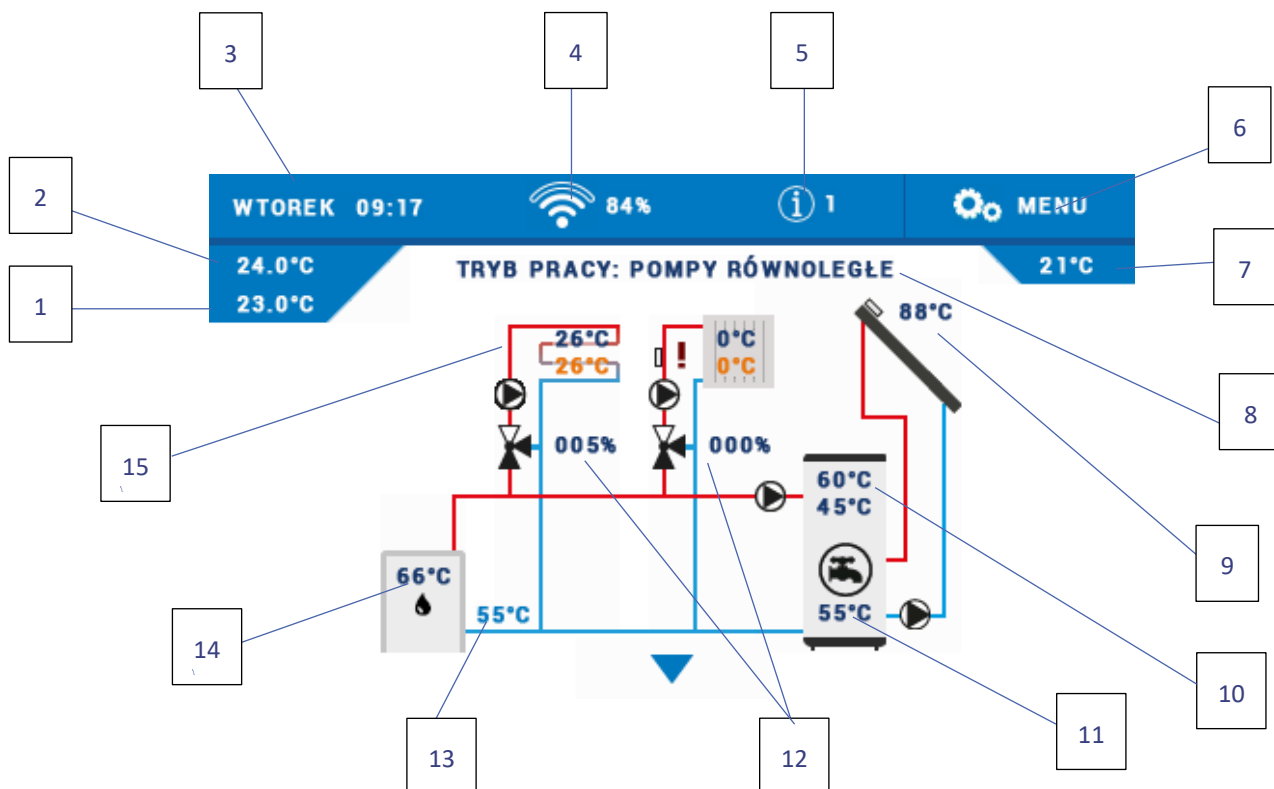 3
4
5
6
2
WTOREK 09:17
84%
i 1
MENU
24.0°C
TRYB PRACY: POMPY RÓWNOLEGŁE
21°C
7
1
23.0°C
88°C
26°C
0°C
26°C
! 0°C
8
15
005%
000%
60°C
45°C
9
66°C
55°C
55°C
14
10
13
12
11